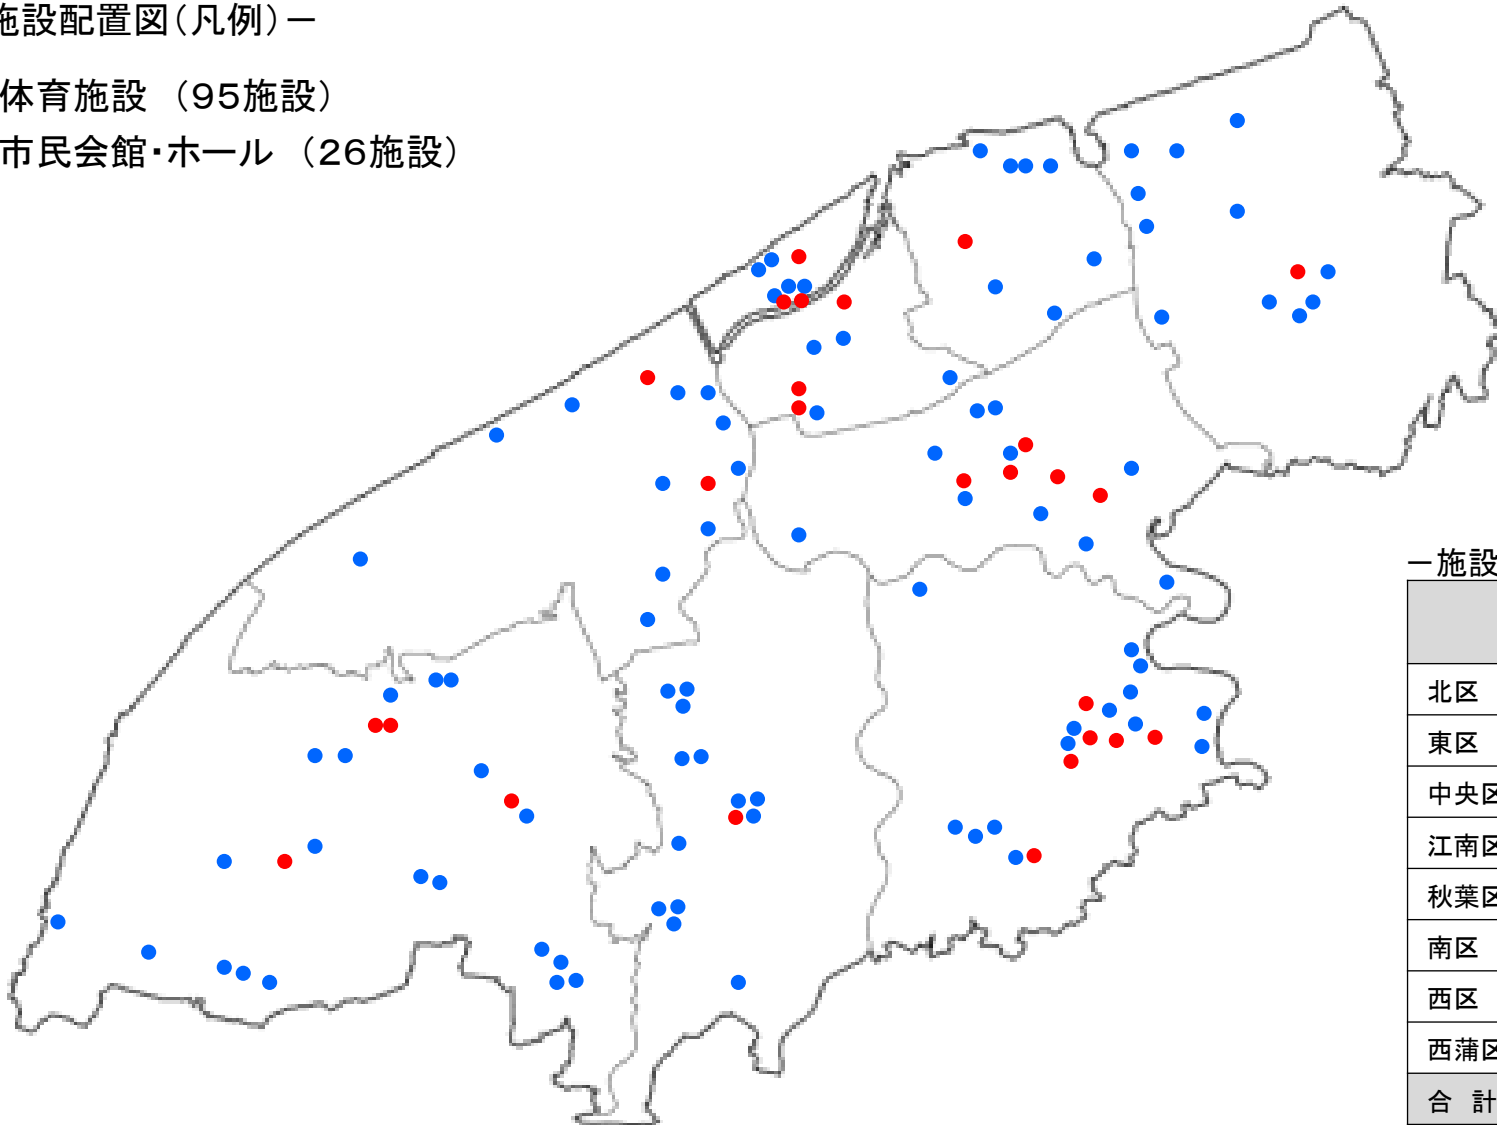 施設配置図（凡例）－
体育施設 （95施設）
市民会館・ホール （26施設）
－施設
北区
東区
中央区
江南区
秋葉区
南区
西区
西蒲区
合 計